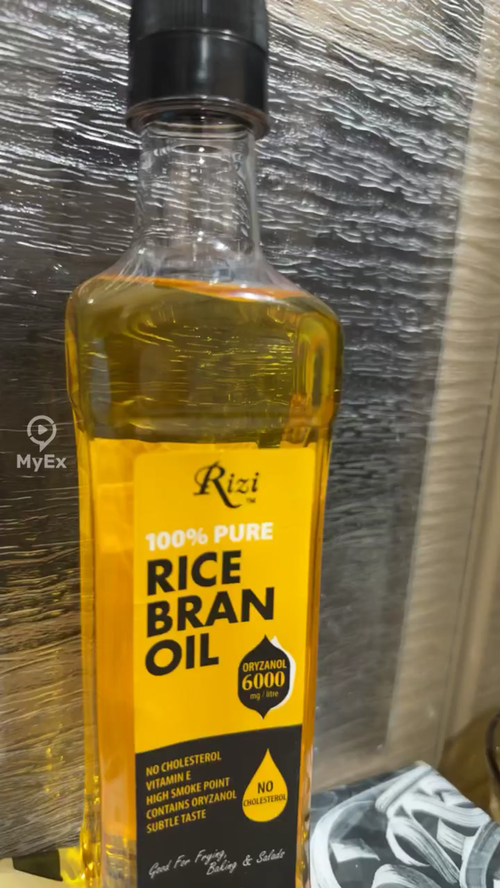 MyEx
Rizi
TM
100% PURE
RICE
BRAN
OIL
ORYZANOL
6000
mg / litre
NO CHOLESTEROL
VITAMIN E
HIGH SMOKE POINT
CONTAINS ORYZANOL
SUBTLE TASTE
NO
CHOLESTEROL
Good For Frying,
Baking & Salads